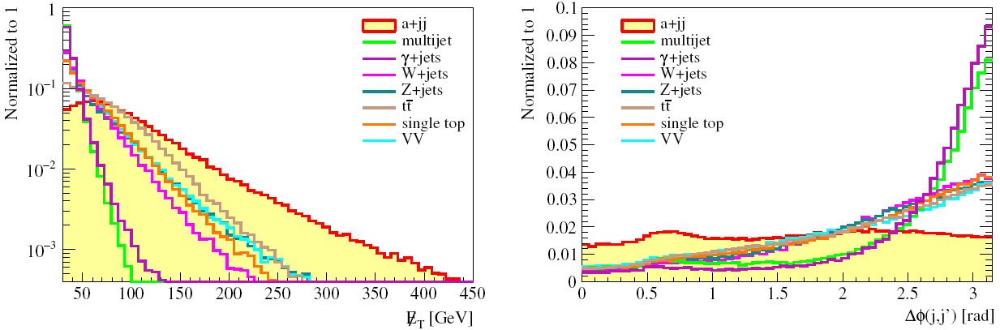 Normalized to 1
1
10⁻¹
10⁻²
10⁻³
a+jj
multijet
γ+jets
W+jets
Z+jets
tt̄
single top
VV
50 100 150 200 250 300 350 400 450
E̸_T [GeV]
Normalized to 1
0.1
0.09
0.08
0.07
0.06
0.05
0.04
0.03
0.02
0.01
0
a+jj
multijet
γ+jets
W+jets
Z+jets
tt̄
single top
VV
0 0.5 1 1.5 2 2.5 3
Δϕ(j,j') [rad]